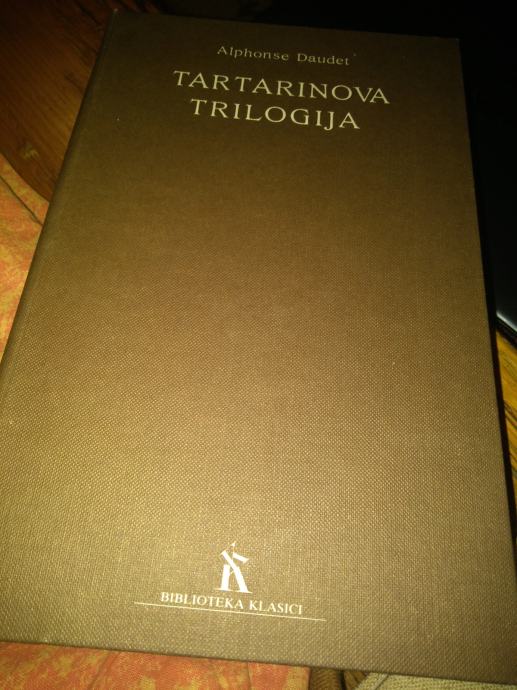 Alphonse Daudet
TARTARINOVA
TRILOGIJA
BIBLIOTEKA KLASICI